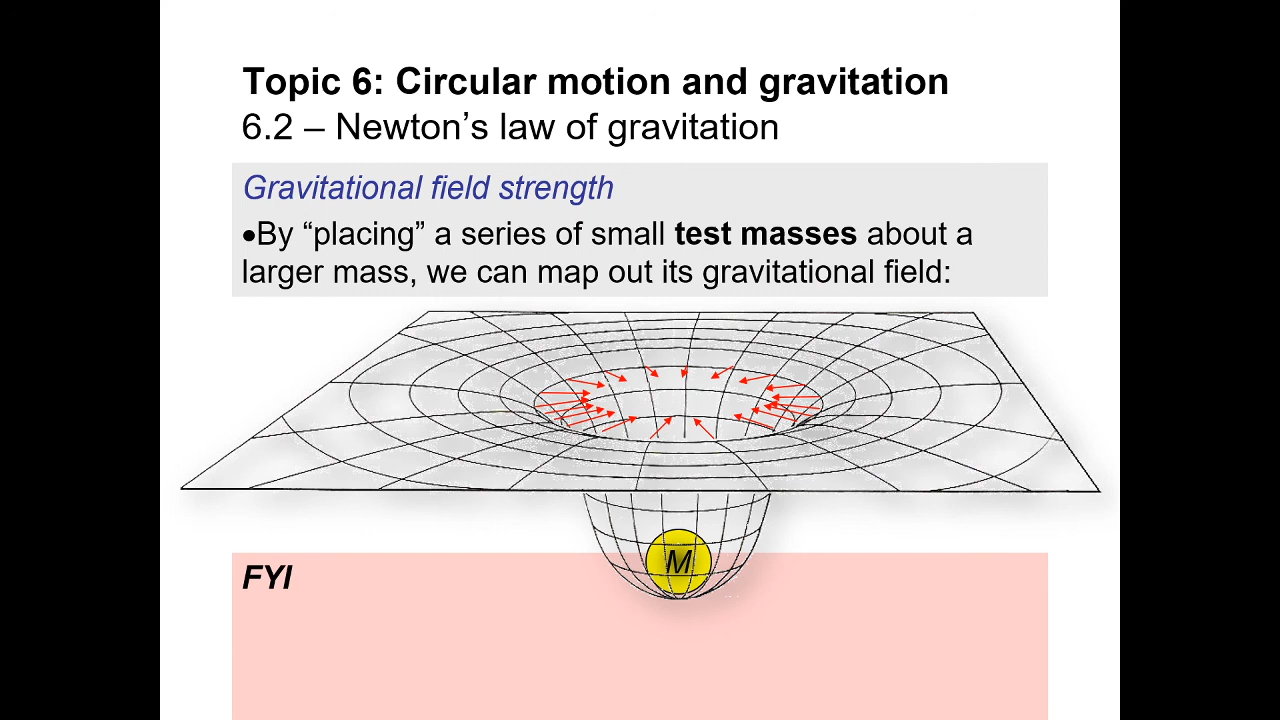 Topic 6: Circular motion and gravitation
6.2 – Newton’s law of gravitation
Gravitational field strength
•By “placing” a series of small test masses about a
larger mass, we can map out its gravitational field:
M
FYI